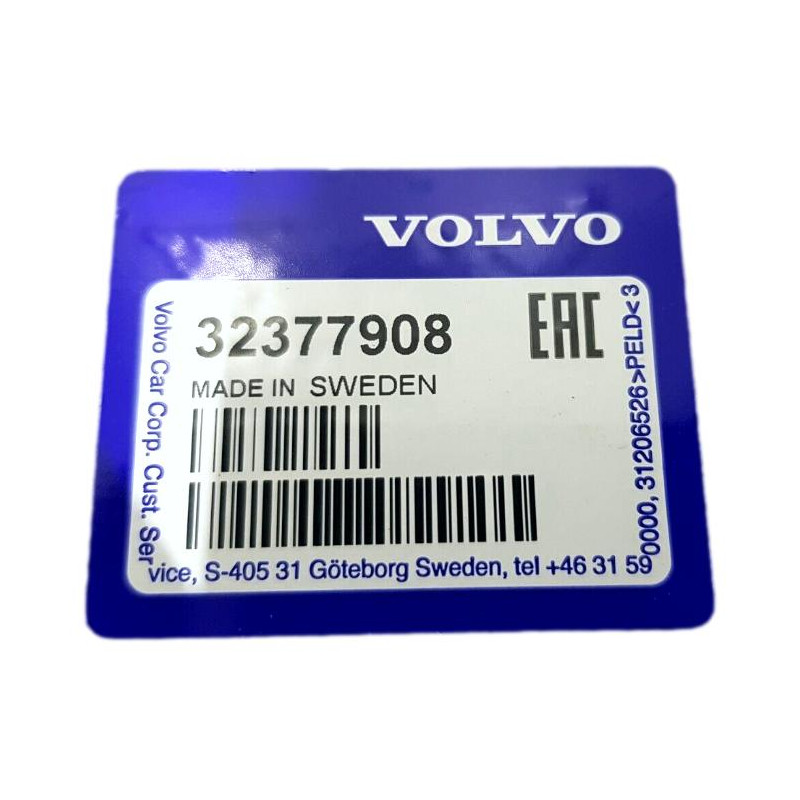 VOLVO
32377908
EAC
MADE IN SWEDEN
Volvo Car Corp. Cust. Service, S-405 31 Göteborg Sweden, tel +46 31 590000, 31206526>PELD<3